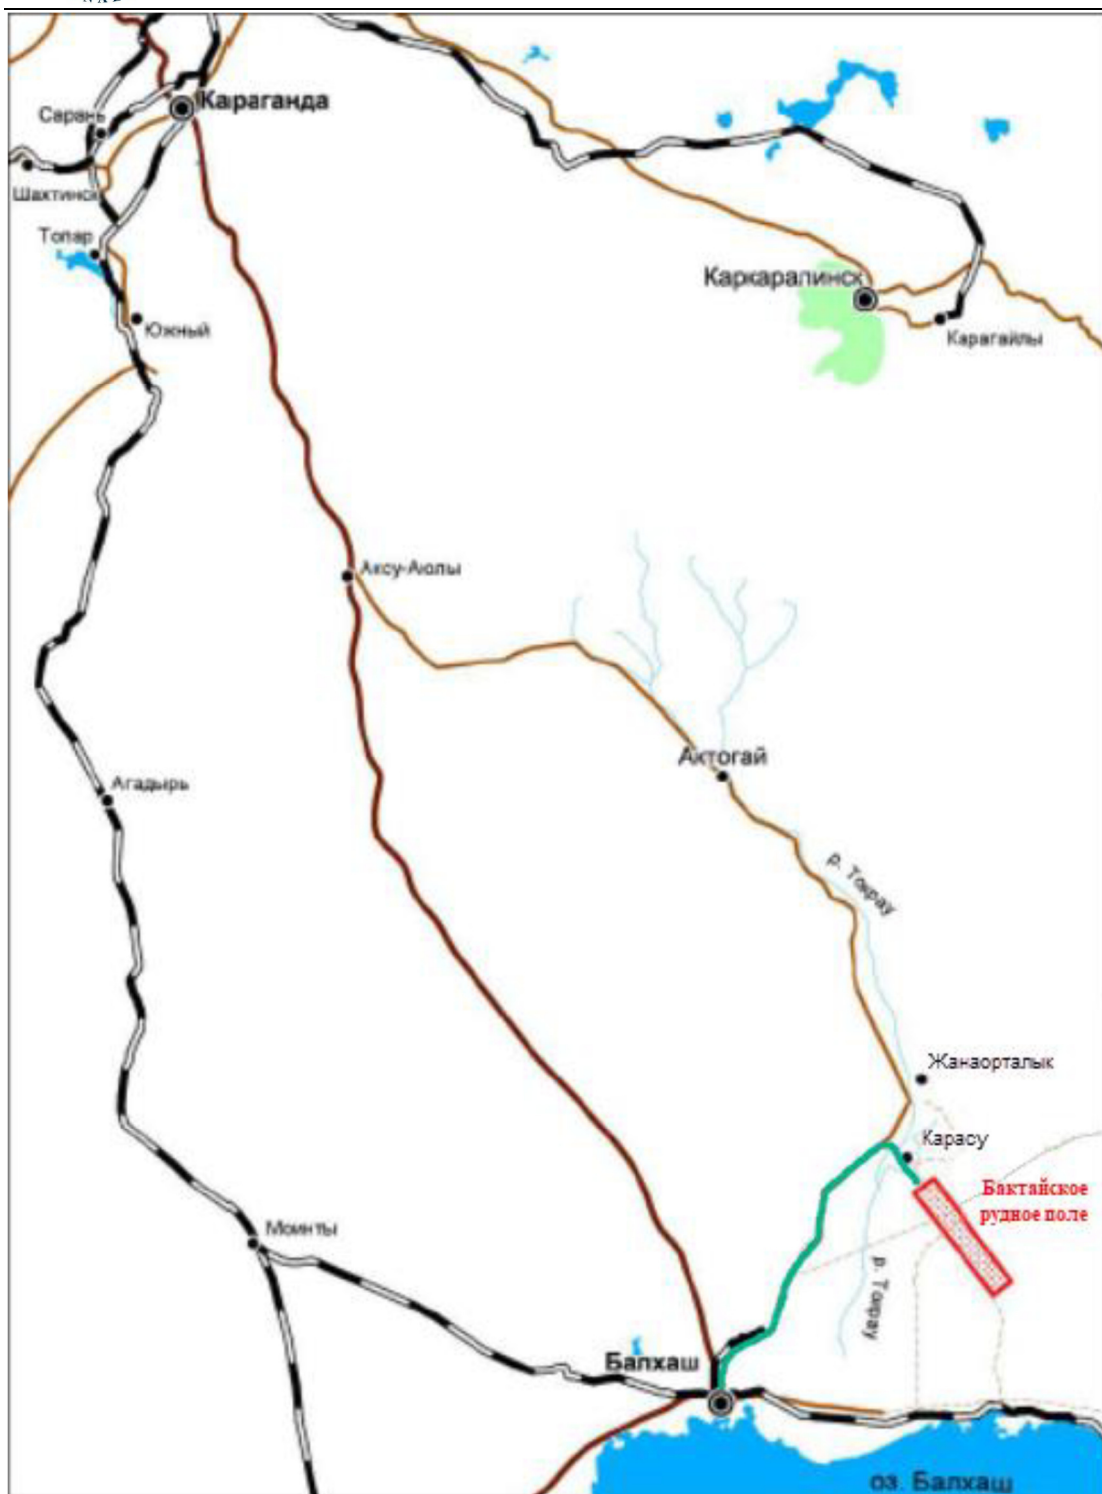 Караганда
Сарань
Шахтинск
Топар
Каркаралинск
Южный
Карагайлы
Аксу-Аюлы
Актогай
Агадырь
р. Токрау
Жанаорталык
Карасу
Бактайское
рудное поле
Моинты
р. Токрау
Балхаш
оз. Балхаш